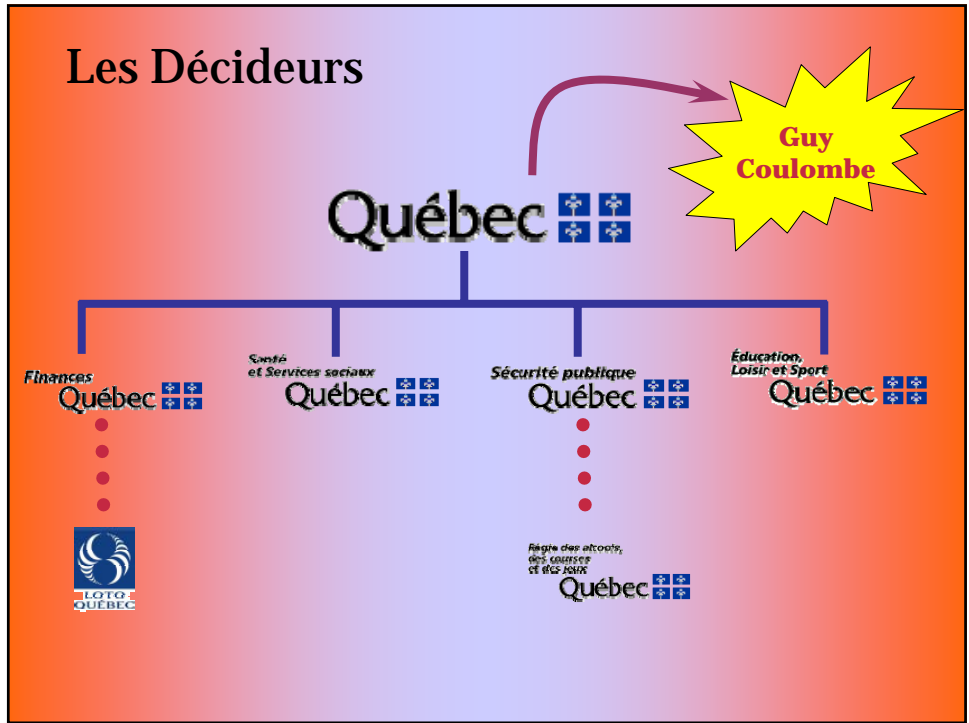 Les Décideurs
Guy
Coulombe
Québec
Finances
Québec
Santé
et Services sociaux
Québec
Sécurité publique
Québec
Éducation,
Loisir et Sport
Québec
LOTO
QUÉBEC
Régie des alcools,
des courses
et des jeux
Québec